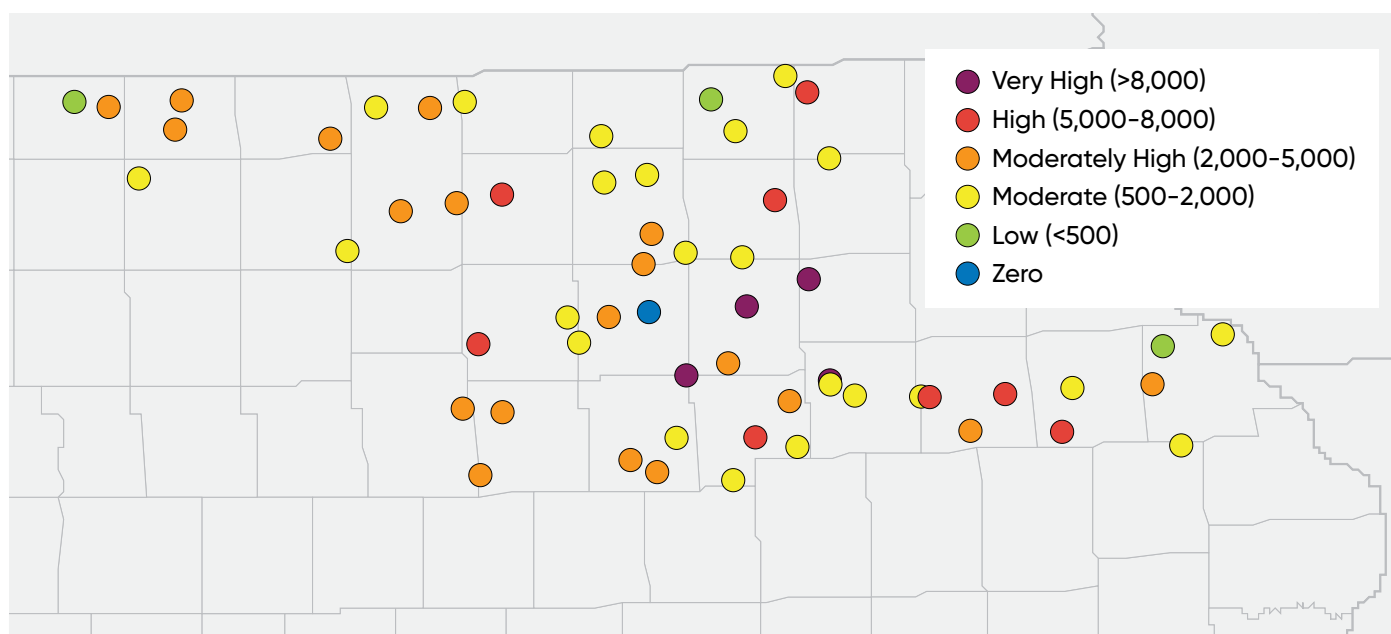 Very High (>8,000)
High (5,000–8,000)
Moderately High (2,000–5,000)
Moderate (500–2,000)
Low (<500)
Zero